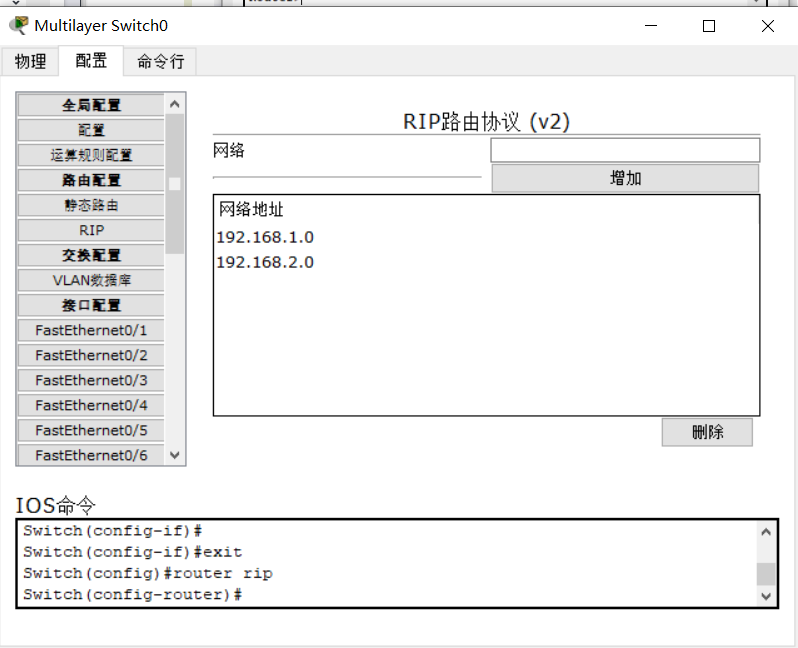 Multilayer Switch0
物理 配置 命令行
全局配置
配置
运算规则配置
路由配置
静态路由
RIP
交换配置
VLAN数据库
接口配置
FastEthernet0/1
FastEthernet0/2
FastEthernet0/3
FastEthernet0/4
FastEthernet0/5
FastEthernet0/6
RIP路由协议 (v2)
网络
增加
网络地址
192.168.1.0
192.168.2.0
删除
IOS命令
Switch(config-if)#
Switch(config-if)#exit
Switch(config)#router rip
Switch(config-router)#